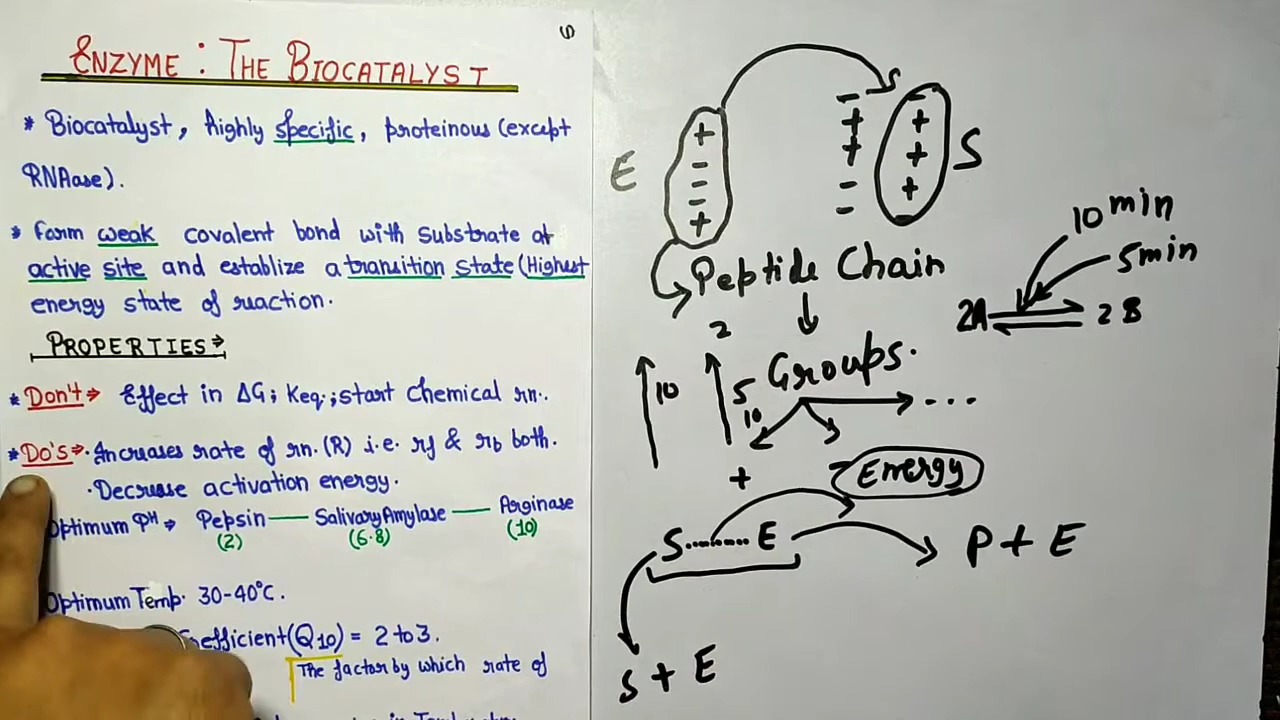 ENZYME : THE BIOCATALYST
* Biocatalyst, highly specific, proteinous (except
RNAase).
* Form weak covalent bond with substrate at
active site and establize a transition state (Highest
energy state of reaction.
PROPERTIES →
* Don't → Effect in ΔG; Keq; start chemical rn.
* Do's → · Increases rate of rn. (R) i.e. rf & rb both.
· Decrease activation energy.
Optimum PH → Pepsin — Salivary Amylase — Arginase
(2) (6.8) (10)
Optimum Temp. 30-40°C.
oefficient (Q10) = 2 to 3.
The factor by which rate of
S
E + - - + - + + - - - + + + S
Peptide Chain
10 min
5 min
2A ⇌ 2B
Groups.
10
2
5
10
+
...
Energy
S........E → P + E
S + E